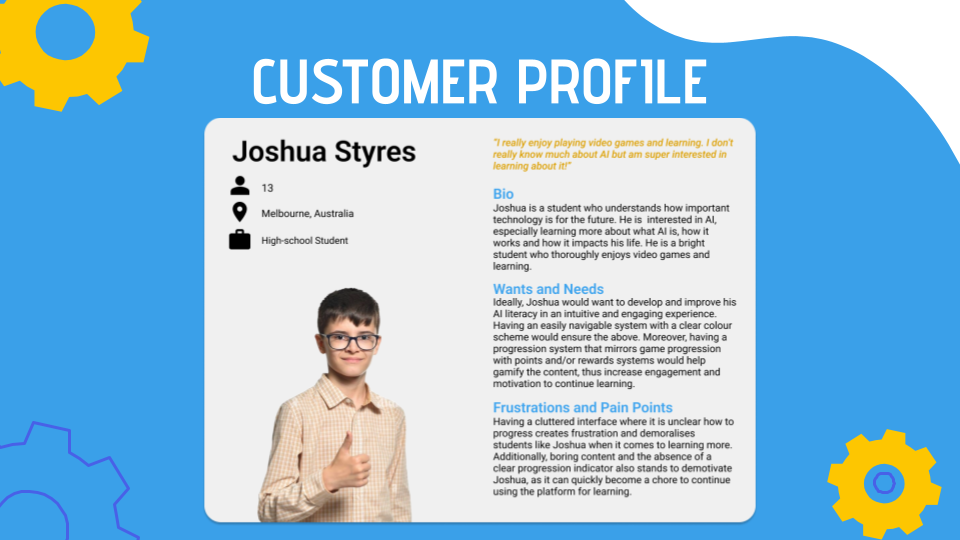 CUSTOMER PROFILE
Joshua Styres
13
Melbourne, Australia
High-school Student
"I really enjoy playing video games and learning. I don't
really know much about AI but am super interested in
learning about it!"
Bio
Joshua is a student who understands how important
technology is for the future. He is interested in AI,
especially learning more about what AI is, how it
works and how it impacts his life. He is a bright
student who thoroughly enjoys video games and
learning.
Wants and Needs
Ideally, Joshua would want to develop and improve his
AI literacy in an intuitive and engaging experience.
Having an easily navigable system with a clear colour
scheme would ensure the above. Moreover, having a
progression system that mirrors game progression
with points and/or rewards systems would help
gamify the content, thus increase engagement and
motivation to continue learning.
Frustrations and Pain Points
Having a cluttered interface where it is unclear how to
progress creates frustration and demoralises
students like Joshua when it comes to learning more.
Additionally, boring content and the absence of a
clear progression indicator also stands to demotivate
Joshua, as it can quickly become a chore to continue
using the platform for learning.